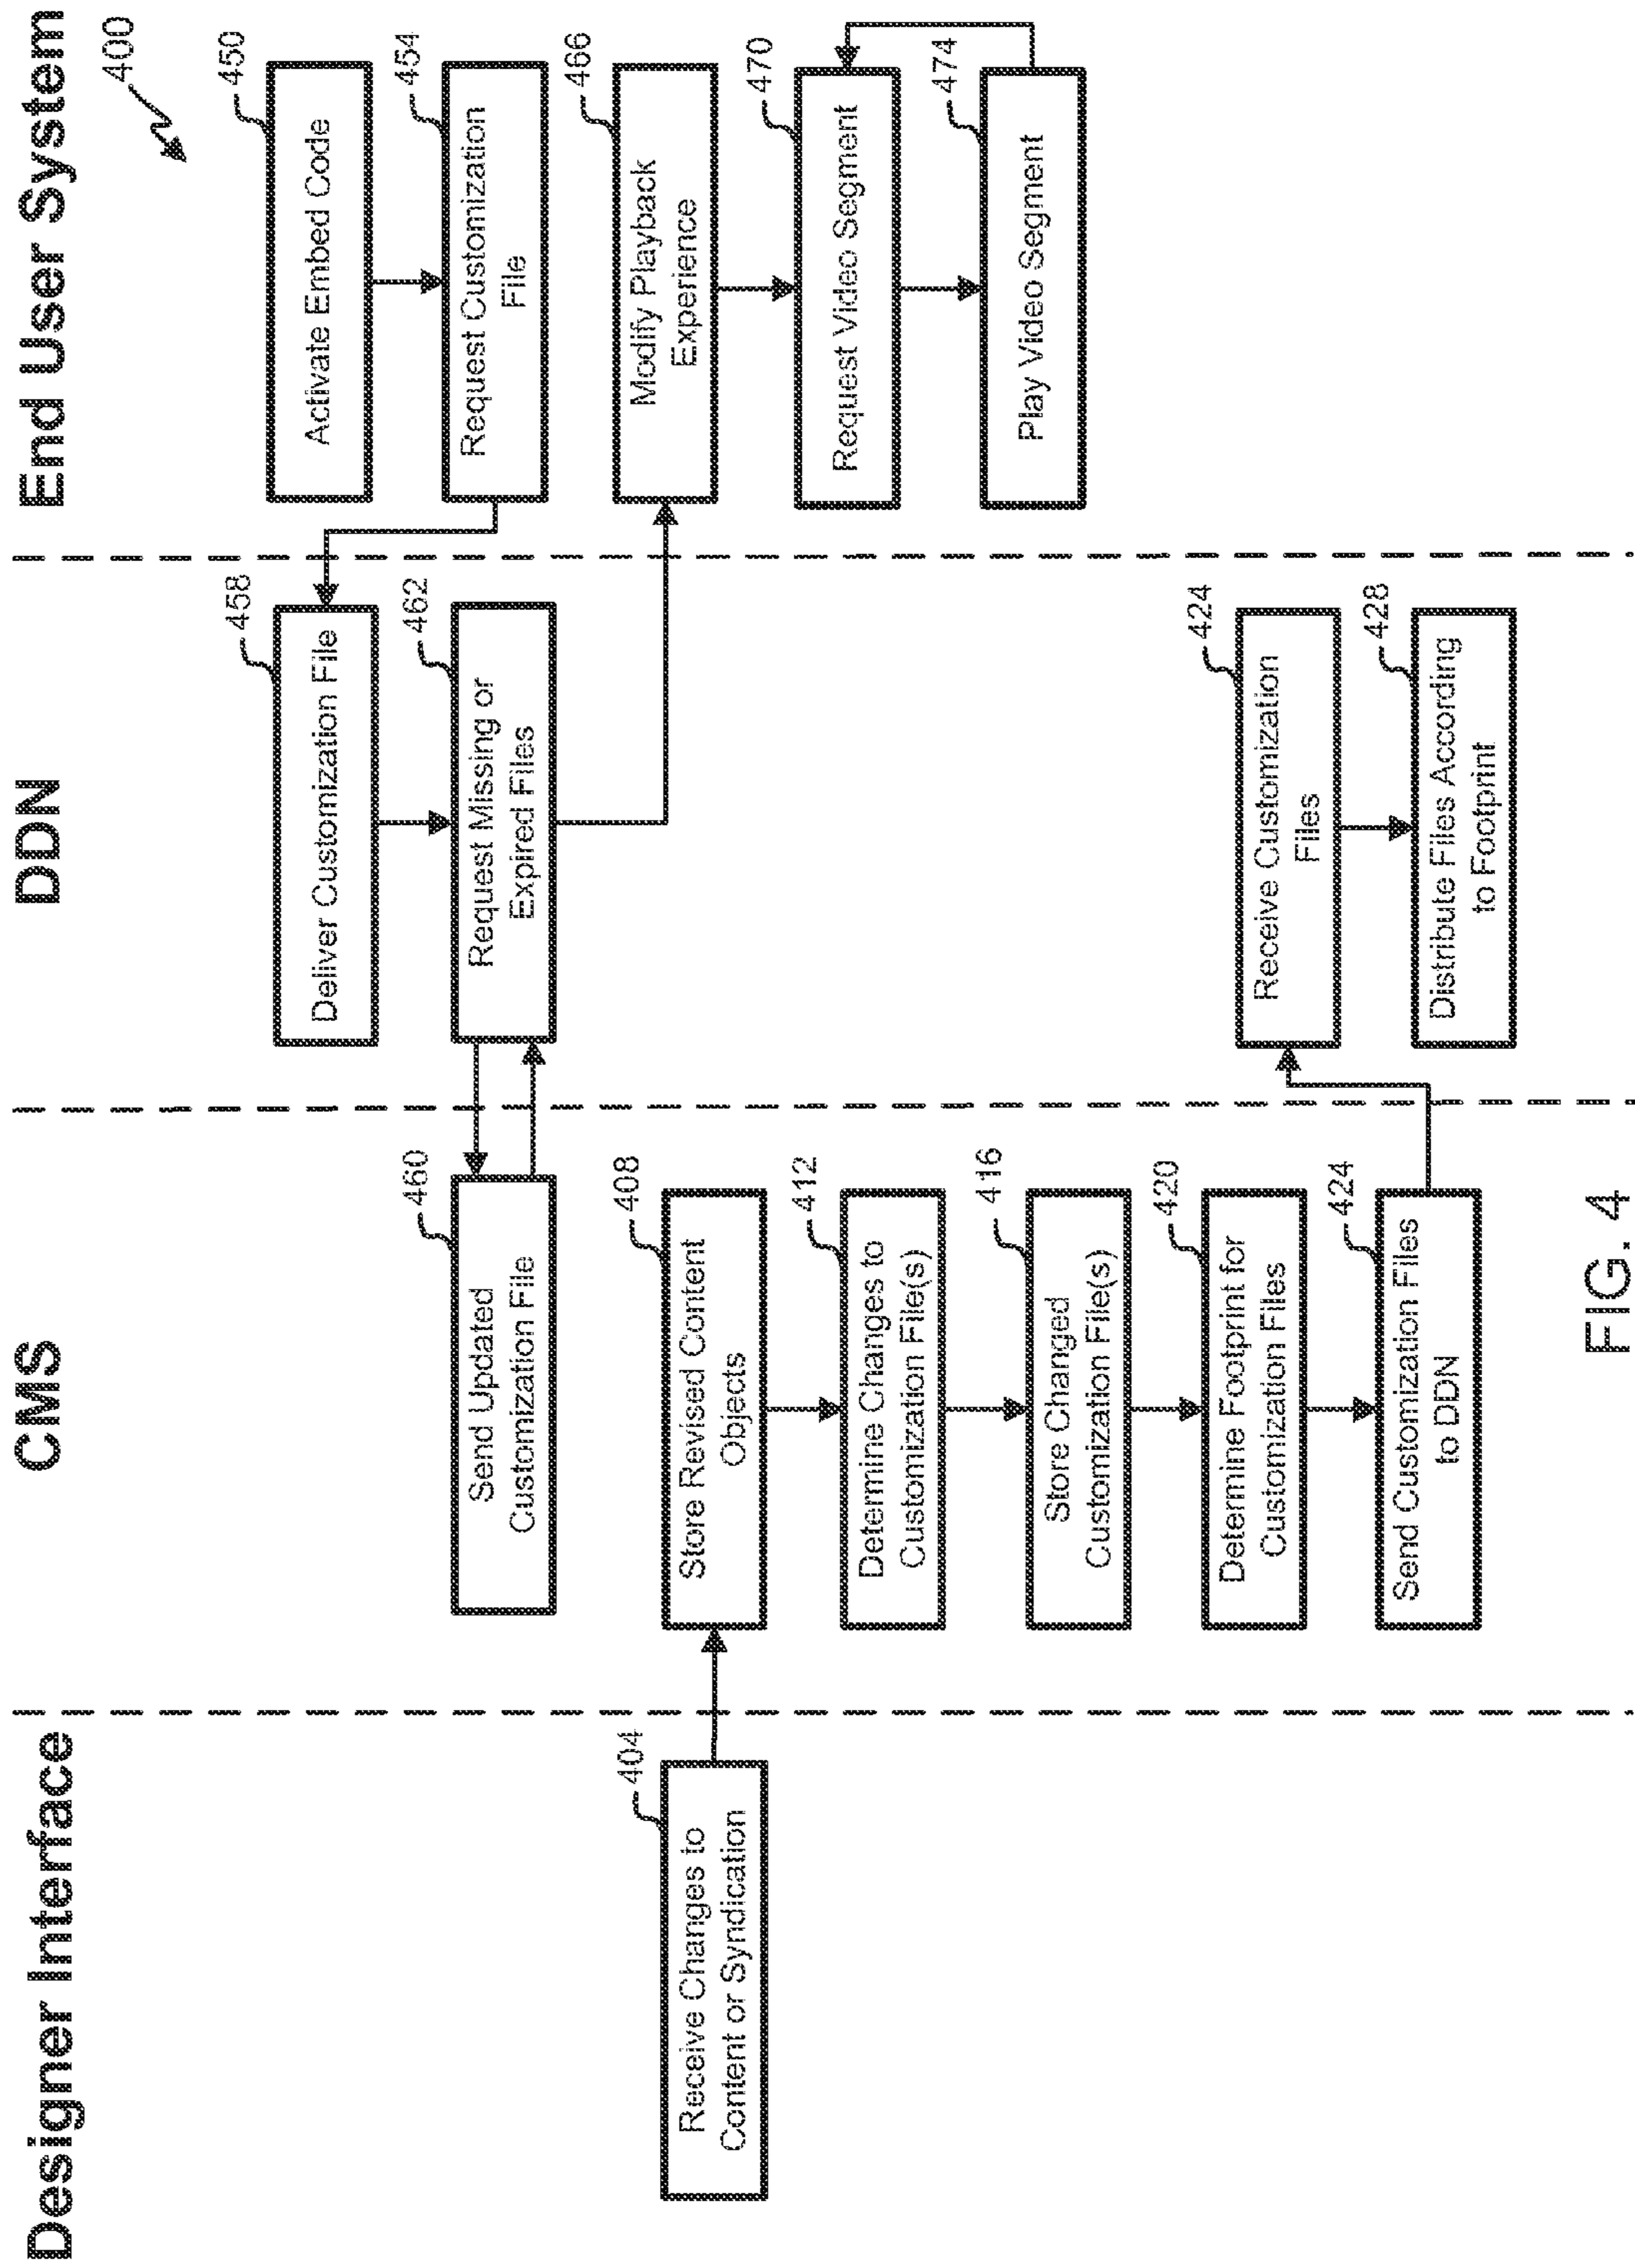 Designer Interface
CMS
DDN
End User System
400
404
Receive Changes to
Content or Syndication
460
Send Updated
Customization File
408
Store Revised Content
Objects
412
Determine Changes to
Customization File(s)
416
Store Changed
Customization File(s)
420
Determine Footprint for
Customization Files
424
Send Customization Files
to DDN
458
Deliver Customization File
462
Request Missing or
Expired Files
424
Receive Customization
Files
428
Distribute Files According
to Footprint
450
Activate Embed Code
454
Request Customization
File
466
Modify Playback
Experience
470
Request Video Segment
474
Play Video Segment
FIG. 4